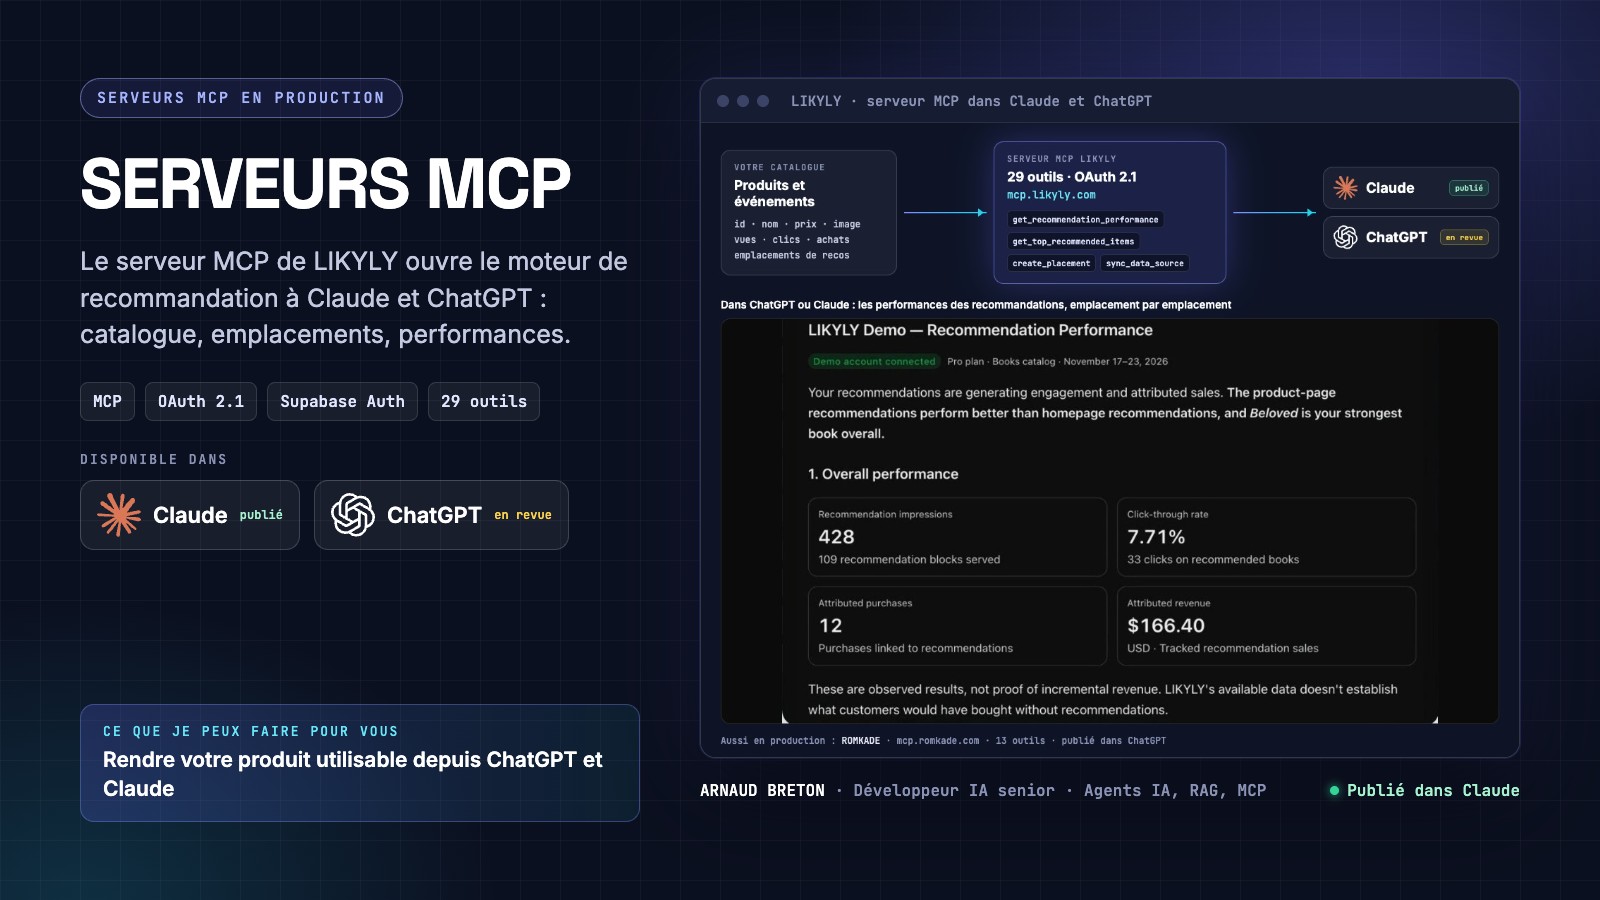 SERVEURS MCP EN PRODUCTION
SERVEURS MCP
Le serveur MCP de LIKYLY ouvre le moteur de
recommandation à Claude et ChatGPT :
catalogue, emplacements, performances.
MCP
OAuth 2.1
Supabase Auth
29 outils
DISPONIBLE DANS
Claude publié
ChatGPT en revue
CE QUE JE PEUX FAIRE POUR VOUS
Rendre votre produit utilisable depuis ChatGPT et
Claude
LIKYLY · serveur MCP dans Claude et ChatGPT
VOTRE CATALOGUE
Produits et
événements
id · nom · prix · image
vues · clics · achats
emplacements de recos
SERVEUR MCP LIKYLY
29 outils · OAuth 2.1
mcp.likyly.com
get_recommendation_performance
get_top_recommended_items
create_placement
sync_data_source
Claude publié
ChatGPT en revue
Dans ChatGPT ou Claude : les performances des recommandations, emplacement par emplacement
LIKYLY Demo — Recommendation Performance
Demo account connected Pro plan · Books catalog · November 17–23, 2026
Your recommendations are generating engagement and attributed sales. The product-page
recommendations perform better than homepage recommendations, and Beloved is your strongest
book overall.
1. Overall performance
Recommendation impressions
428
109 recommendation blocks served
Click-through rate
7.71%
33 clicks on recommended books
Attributed purchases
12
Purchases linked to recommendations
Attributed revenue
$166.40
USD · Tracked recommendation sales
These are observed results, not proof of incremental revenue. LIKYLY's available data doesn't establish
what customers would have bought without recommendations.
Aussi en production : ROMKADE · mcp.romkade.com · 13 outils · publié dans ChatGPT
ARNAUD BRETON · Développeur IA senior · Agents IA, RAG, MCP
Publié dans Claude